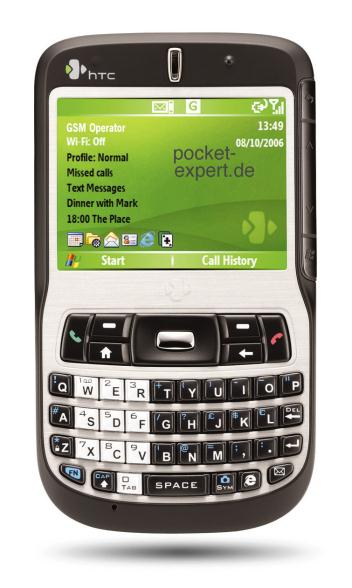 hTC
G
GSM Operator
13:49
Wi-Fi: Off
08/10/2006
Profile: Normal
Missed calls
Text Messages
Dinner with Mark
18:00 The Place
pocket-
expert.de
Start
Call History
! Q 1 W 2 E 3 R + T Y U I O " P
# A 4 S 5 D 6 F ( G ? H J $ K £ L DEL
* Z 7 X 8 C 9 V ! B @ N = M ; , : .
FN CAP TAB SPACE SYM